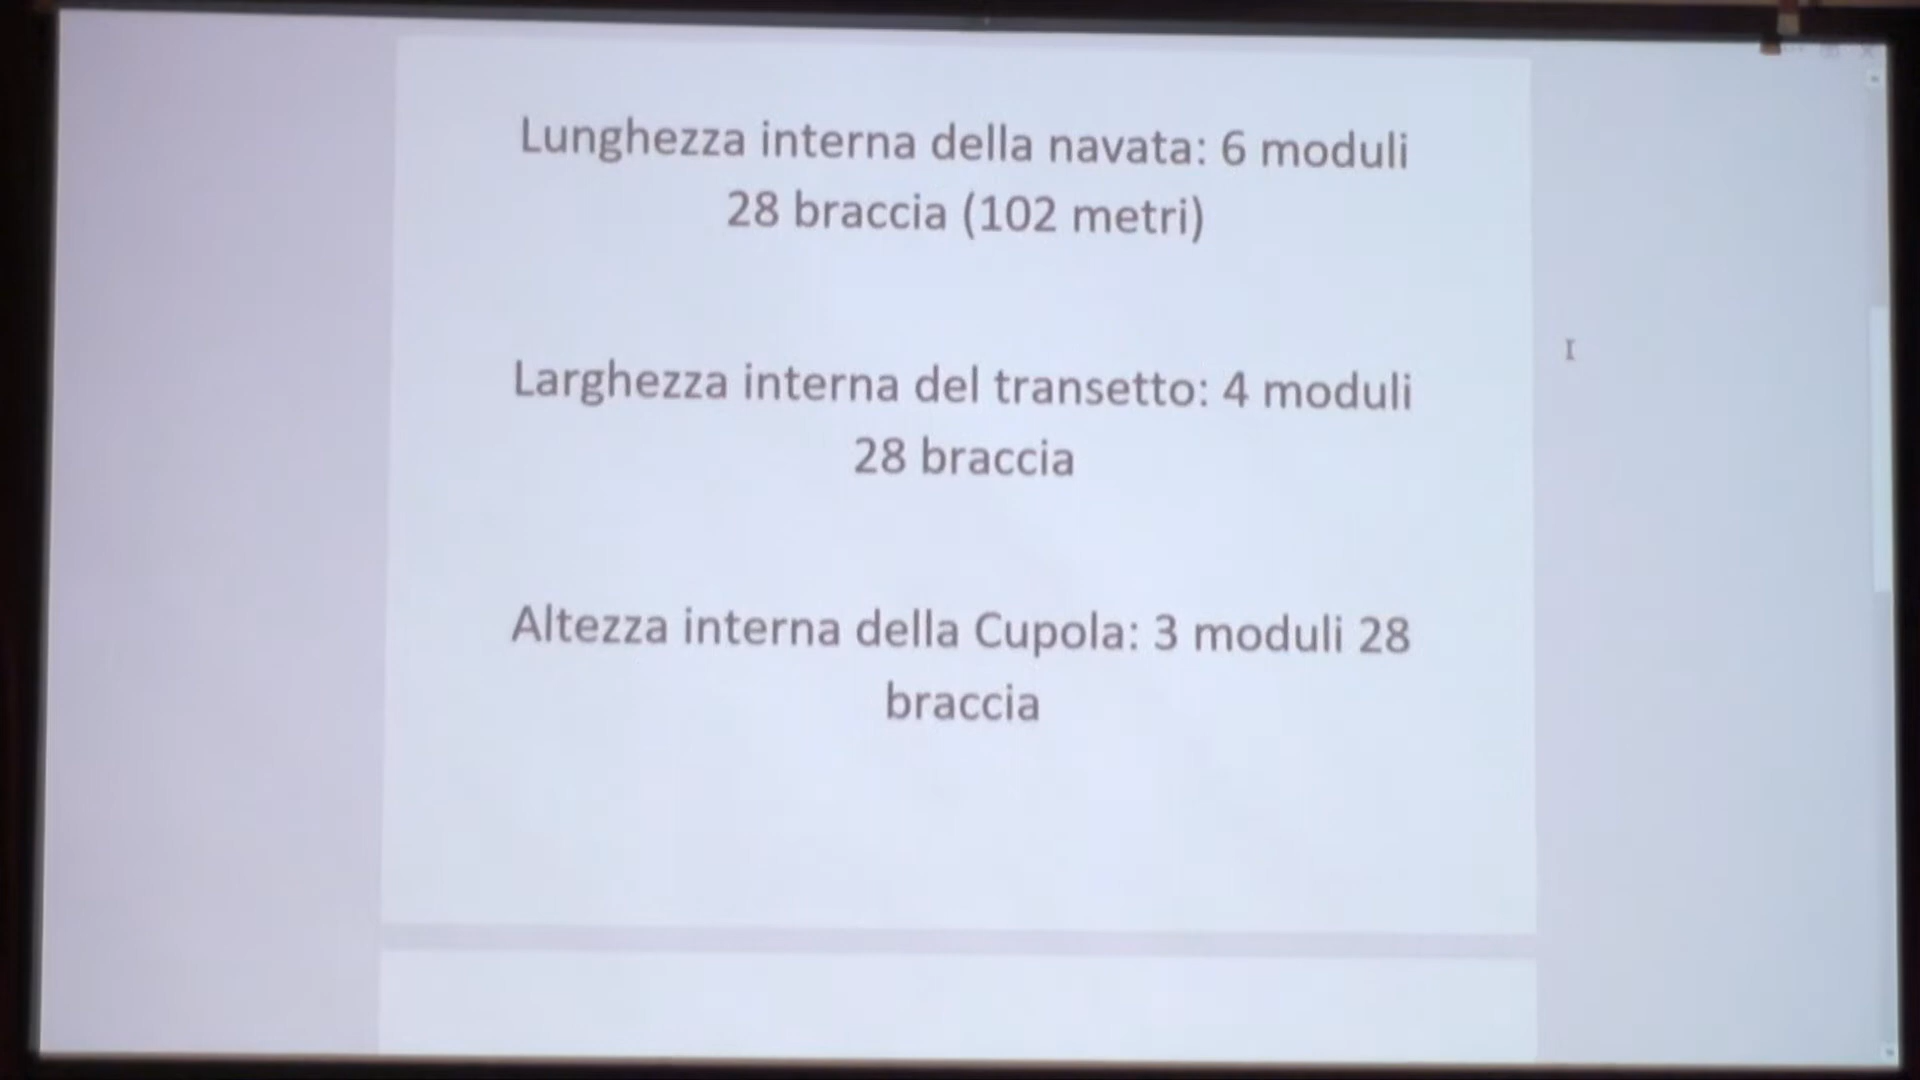 Lunghezza interna della navata: 6 moduli
28 braccia (102 metri)
Larghezza interna del transetto: 4 moduli
28 braccia
Altezza interna della Cupola: 3 moduli 28
braccia